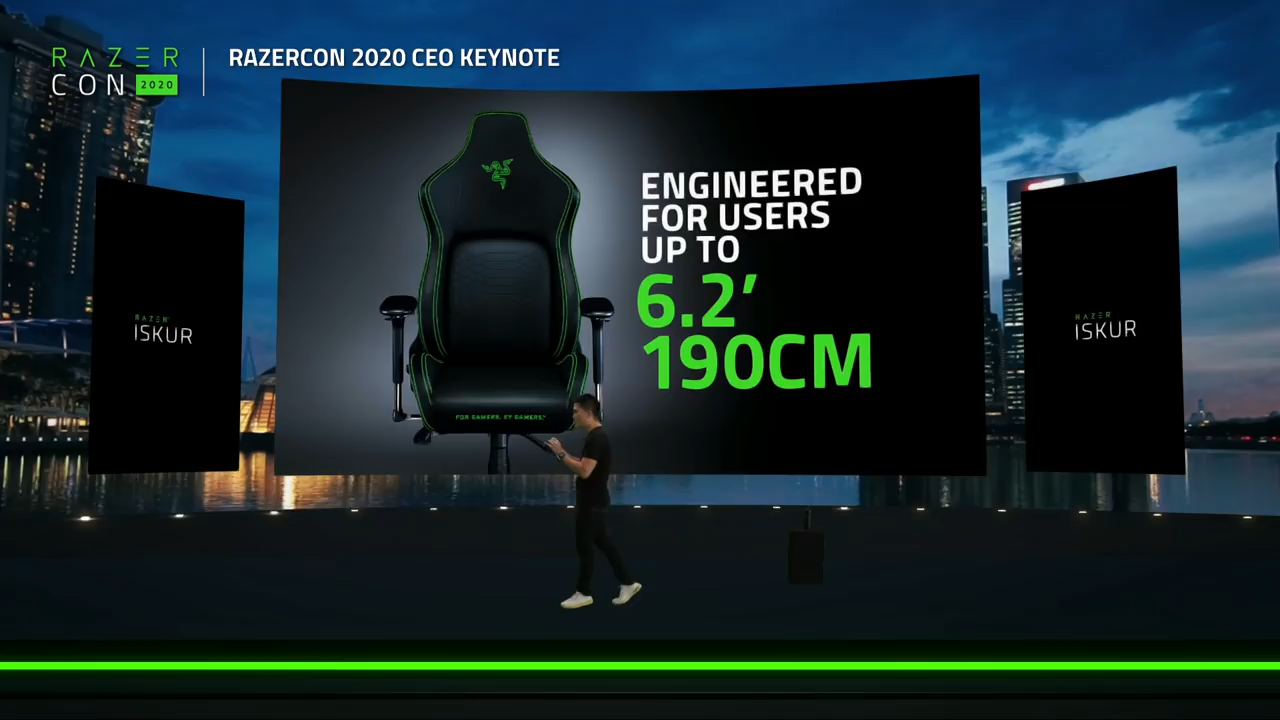 RAZER
CON 2020
RAZERCON 2020 CEO KEYNOTE
ENGINEERED
FOR USERS
UP TO
6.2′
190CM
FOR GAMERS. BY GAMERS.™
RAZER
ISKUR
RAZER
ISKUR